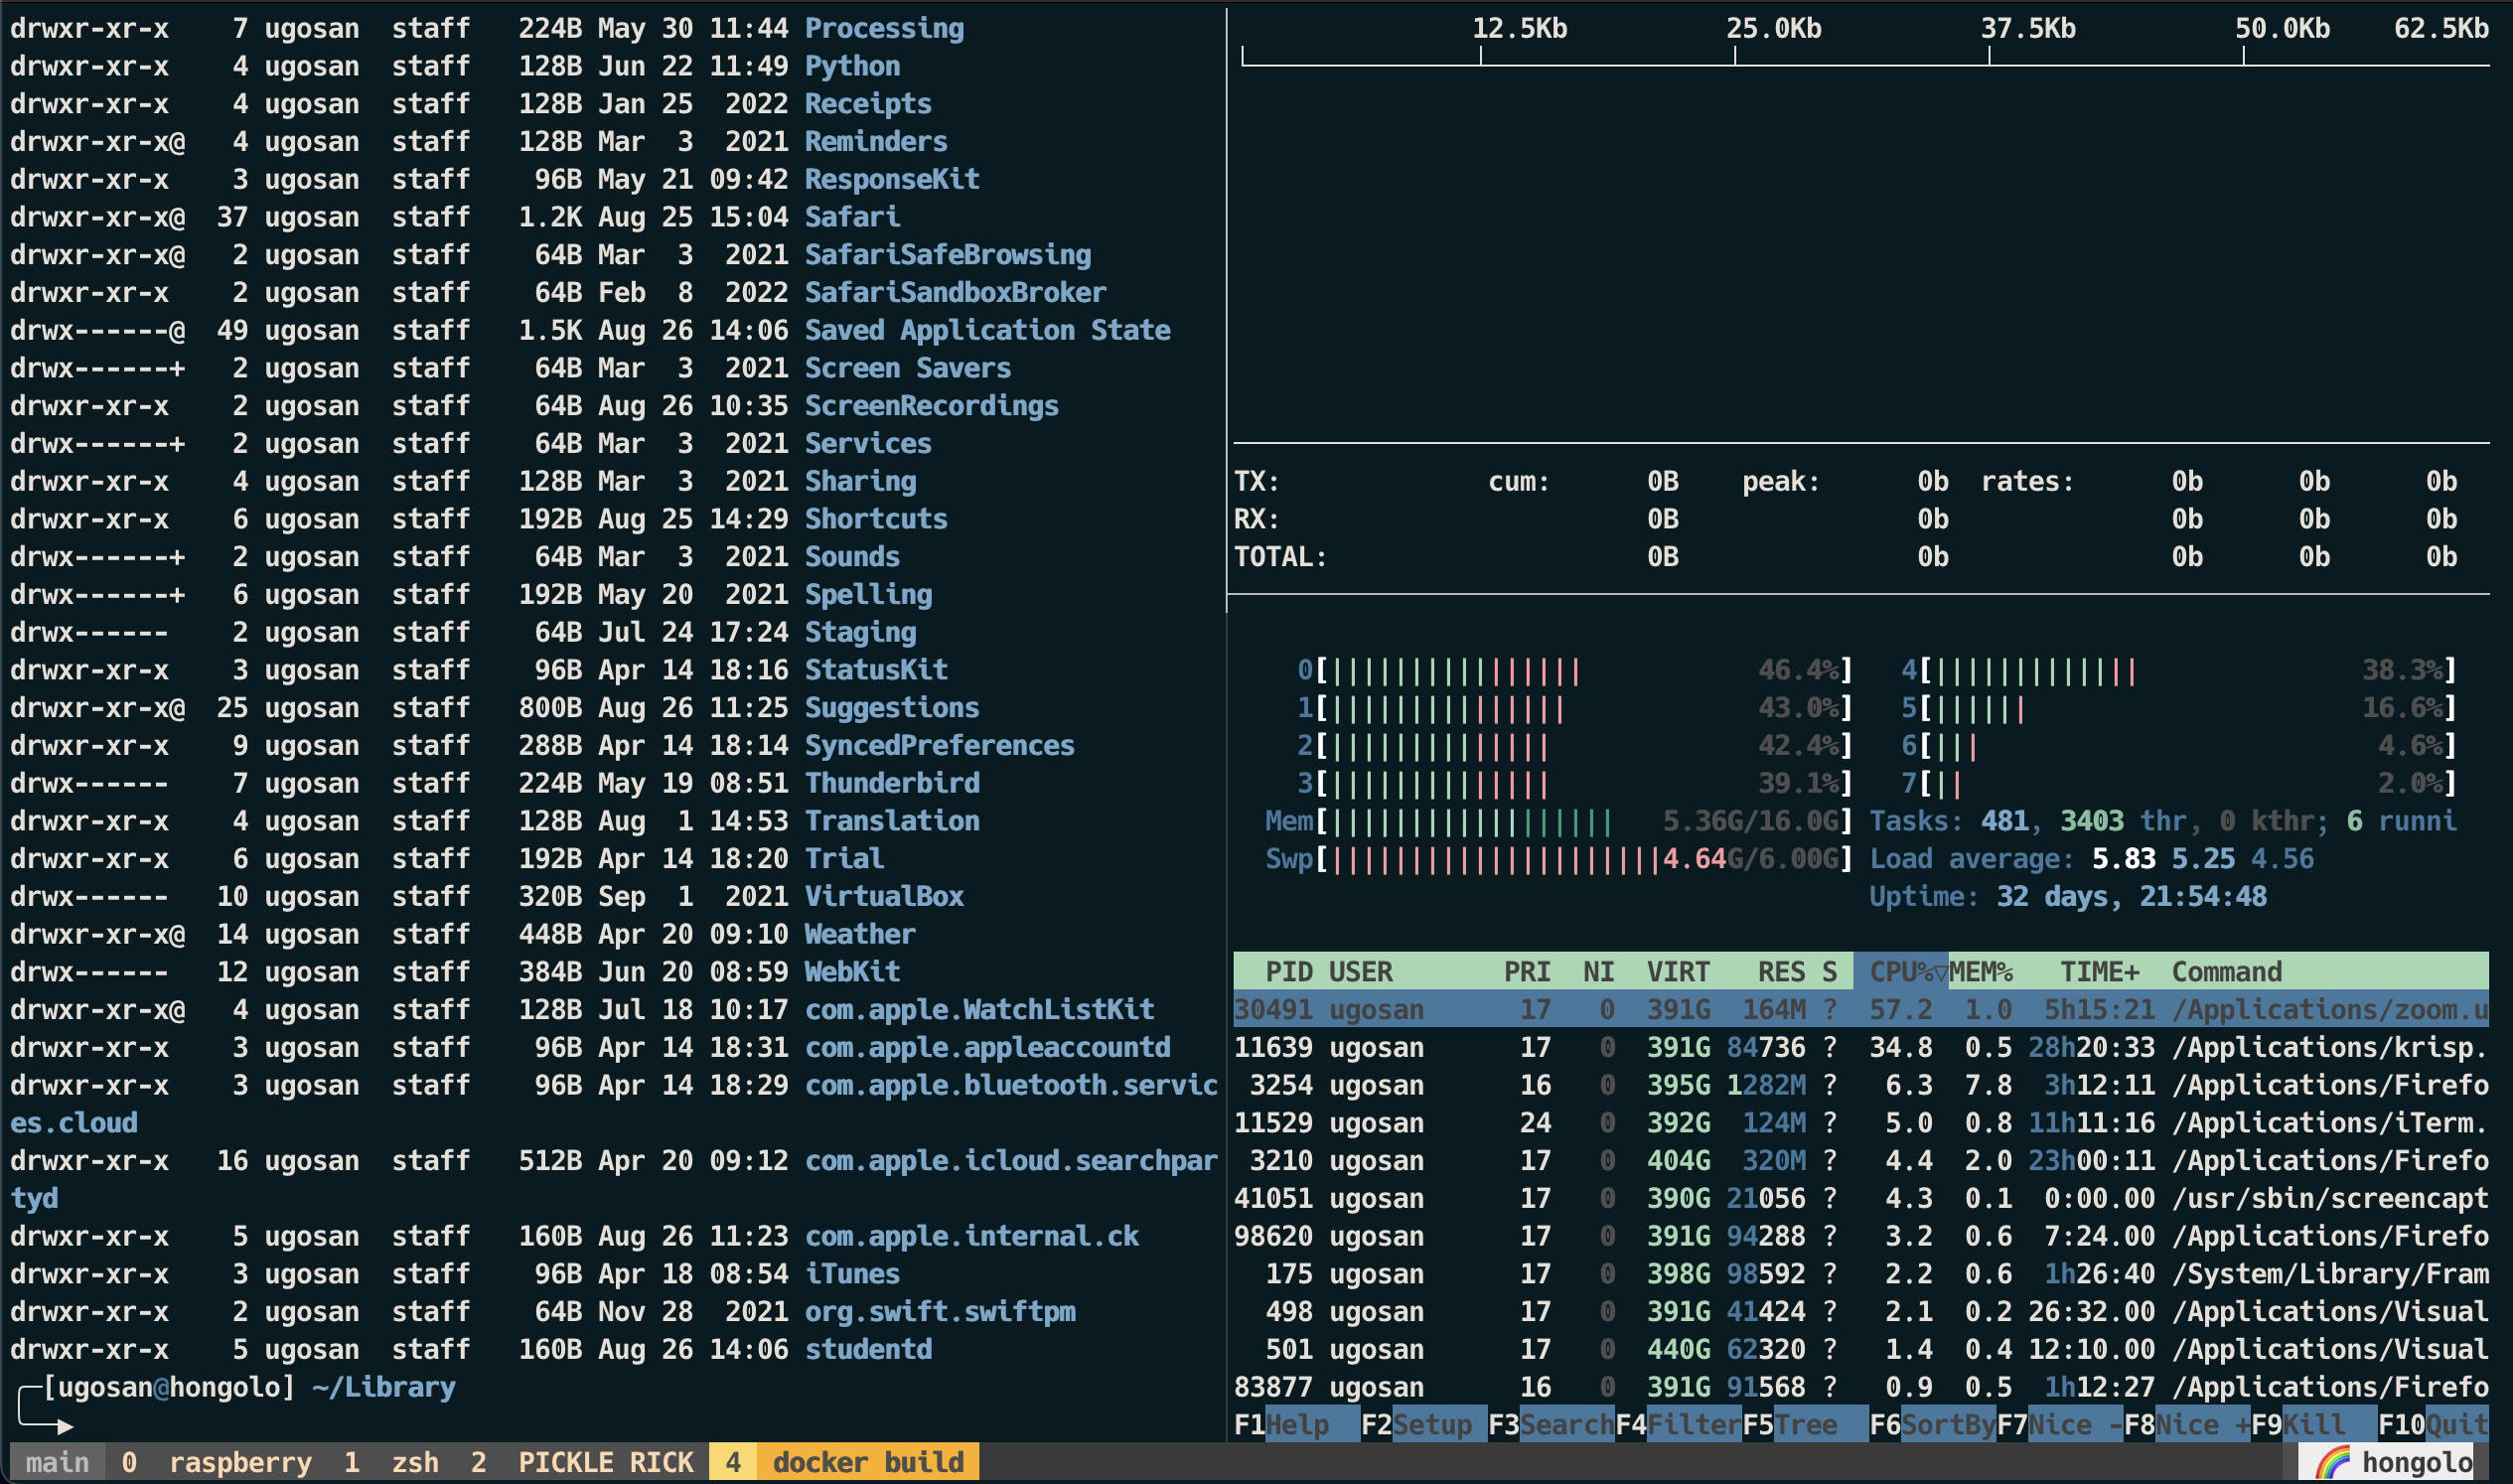 drwxr-xr-x 7 ugosan staff 224B May 30 11:44 Processing
drwxr-xr-x 4 ugosan staff 128B Jun 22 11:49 Python
drwxr-xr-x 4 ugosan staff 128B Jan 25 2022 Receipts
drwxr-xr-x@ 4 ugosan staff 128B Mar 3 2021 Reminders
drwxr-xr-x 3 ugosan staff 96B May 21 09:42 ResponseKit
drwxr-xr-x@ 37 ugosan staff 1.2K Aug 25 15:04 Safari
drwxr-xr-x@ 2 ugosan staff 64B Mar 3 2021 SafariSafeBrowsing
drwxr-xr-x 2 ugosan staff 64B Feb 8 2022 SafariSandboxBroker
drwx------@ 49 ugosan staff 1.5K Aug 26 14:06 Saved Application State
drwx------+ 2 ugosan staff 64B Mar 3 2021 Screen Savers
drwxr-xr-x 2 ugosan staff 64B Aug 26 10:35 ScreenRecordings
drwx------+ 2 ugosan staff 64B Mar 3 2021 Services
drwxr-xr-x 4 ugosan staff 128B Mar 3 2021 Sharing
drwxr-xr-x 6 ugosan staff 192B Aug 25 14:29 Shortcuts
drwx------+ 2 ugosan staff 64B Mar 3 2021 Sounds
drwx------+ 6 ugosan staff 192B May 20 2021 Spelling
drwx------ 2 ugosan staff 64B Jul 24 17:24 Staging
drwxr-xr-x 3 ugosan staff 96B Apr 14 18:16 StatusKit
drwxr-xr-x@ 25 ugosan staff 800B Aug 26 11:25 Suggestions
drwxr-xr-x 9 ugosan staff 288B Apr 14 18:14 SyncedPreferences
drwx------ 7 ugosan staff 224B May 19 08:51 Thunderbird
drwxr-xr-x 4 ugosan staff 128B Aug 1 14:53 Translation
drwxr-xr-x 6 ugosan staff 192B Apr 14 18:20 Trial
drwx------ 10 ugosan staff 320B Sep 1 2021 VirtualBox
drwxr-xr-x@ 14 ugosan staff 448B Apr 20 09:10 Weather
drwx------ 12 ugosan staff 384B Jun 20 08:59 WebKit
drwxr-xr-x@ 4 ugosan staff 128B Jul 18 10:17 com.apple.WatchListKit
drwxr-xr-x 3 ugosan staff 96B Apr 14 18:31 com.apple.appleaccountd
drwxr-xr-x 3 ugosan staff 96B Apr 14 18:29 com.apple.bluetooth.servic
es.cloud
drwxr-xr-x 16 ugosan staff 512B Apr 20 09:12 com.apple.icloud.searchpar
tyd
drwxr-xr-x 5 ugosan staff 160B Aug 26 11:23 com.apple.internal.ck
drwxr-xr-x 3 ugosan staff 96B Apr 18 08:54 iTunes
drwxr-xr-x 2 ugosan staff 64B Nov 28 2021 org.swift.swiftpm
drwxr-xr-x 5 ugosan staff 160B Aug 26 14:06 studentd
[ugosan@hongolo] ~/Library
12.5Kb 25.0Kb 37.5Kb 50.0Kb 62.5Kb
TX: cum: 0B peak: 0b rates: 0b 0b 0b
RX: 0B 0b 0b 0b 0b
TOTAL: 0B 0b 0b 0b 0b
0[||||||||||||||||46.4%] 4[|||||||||||||38.3%]
1[|||||||||||||||43.0%] 5[||||||16.6%]
2[||||||||||||||42.4%] 6[|||4.6%]
3[||||||||||||||39.1%] 7[||2.0%]
Mem[||||||||||||||||||5.36G/16.0G] Tasks: 481, 3403 thr, 0 kthr; 6 runni
Swp[|||||||||||||||||||||4.64G/6.00G] Load average: 5.83 5.25 4.56
Uptime: 32 days, 21:54:48
PID USER PRI NI VIRT RES S CPU%▽MEM% TIME+ Command
30491 ugosan 17 0 391G 164M ? 57.2 1.0 5h15:21 /Applications/zoom.u
11639 ugosan 17 0 391G 84736 ? 34.8 0.5 28h20:33 /Applications/krisp.
3254 ugosan 16 0 395G 1282M ? 6.3 7.8 3h12:11 /Applications/Firefo
11529 ugosan 24 0 392G 124M ? 5.0 0.8 11h11:16 /Applications/iTerm.
3210 ugosan 17 0 404G 320M ? 4.4 2.0 23h00:11 /Applications/Firefo
41051 ugosan 17 0 390G 21056 ? 4.3 0.1 0:00.00 /usr/sbin/screencapt
98620 ugosan 17 0 391G 94288 ? 3.2 0.6 7:24.00 /Applications/Firefo
175 ugosan 17 0 398G 98592 ? 2.2 0.6 1h26:40 /System/Library/Fram
498 ugosan 17 0 391G 41424 ? 2.1 0.2 26:32.00 /Applications/Visual
501 ugosan 17 0 440G 62320 ? 1.4 0.4 12:10.00 /Applications/Visual
83877 ugosan 16 0 391G 91568 ? 0.9 0.5 1h12:27 /Applications/Firefo
F1Help F2Setup F3SearchF4FilterF5Tree F6SortByF7Nice -F8Nice +F9Kill F10Quit
main 0 raspberry 1 zsh 2 PICKLE RICK 4 docker build hongolo